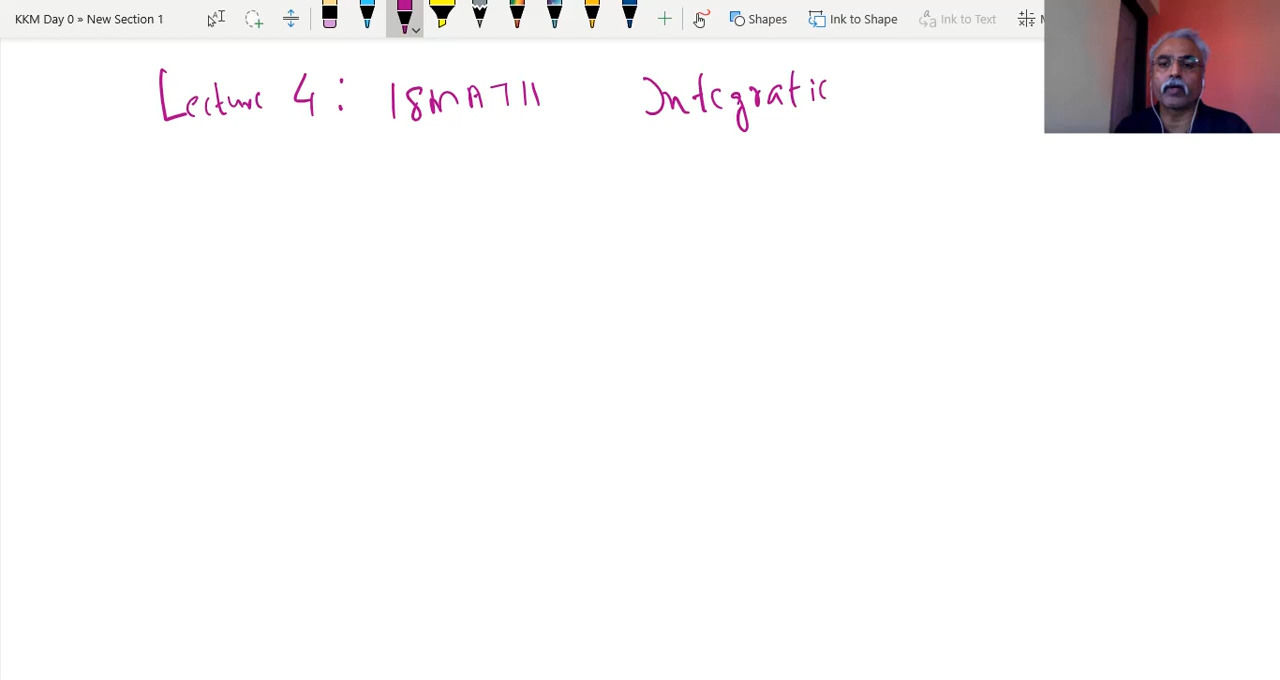 KKM Day 0 » New Section 1 Shapes Ink to Shape Ink to Text
Lecture 4 : 18MAT11 Integratic